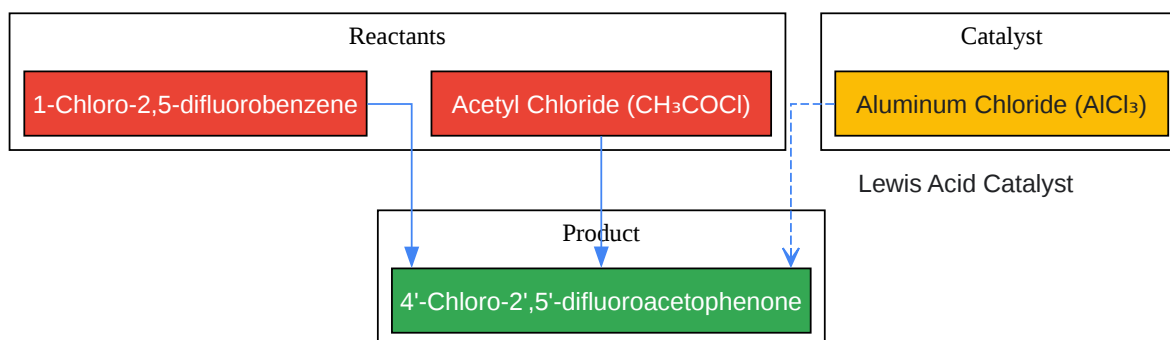 Reactants
Catalyst
1-Chloro-2,5-difluorobenzene
Acetyl Chloride (CH₃COCl)
Aluminum Chloride (AlCl₃)
Lewis Acid Catalyst
Product
4'-Chloro-2',5'-difluoroacetophenone